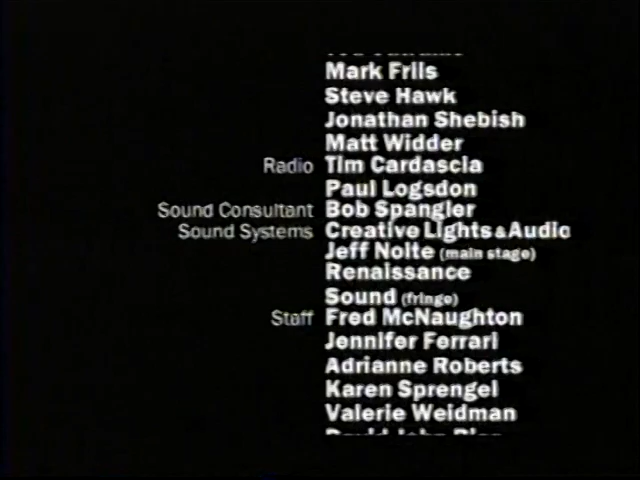 Mark Friis
Steve Hawk
Jonathan Shebish
Matt Widder
Radio Tim Cardascia
Paul Logsdon
Sound Consultant Bob Spangler
Sound Systems Creative Lights & Audio
Jeff Nolte (main stage)
Renaissance
Sound (fringe)
Staff Fred McNaughton
Jennifer Ferrari
Adrianne Roberts
Karen Sprengel
Valerie Weidman
David John